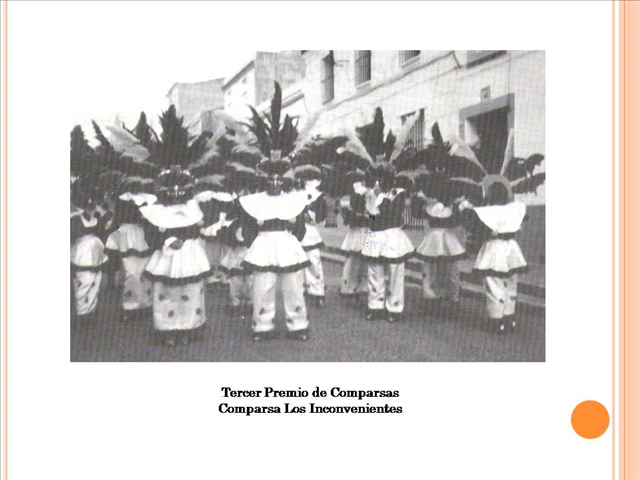 Tercer Premio de Comparsas
Comparsa Los Inconvenientes